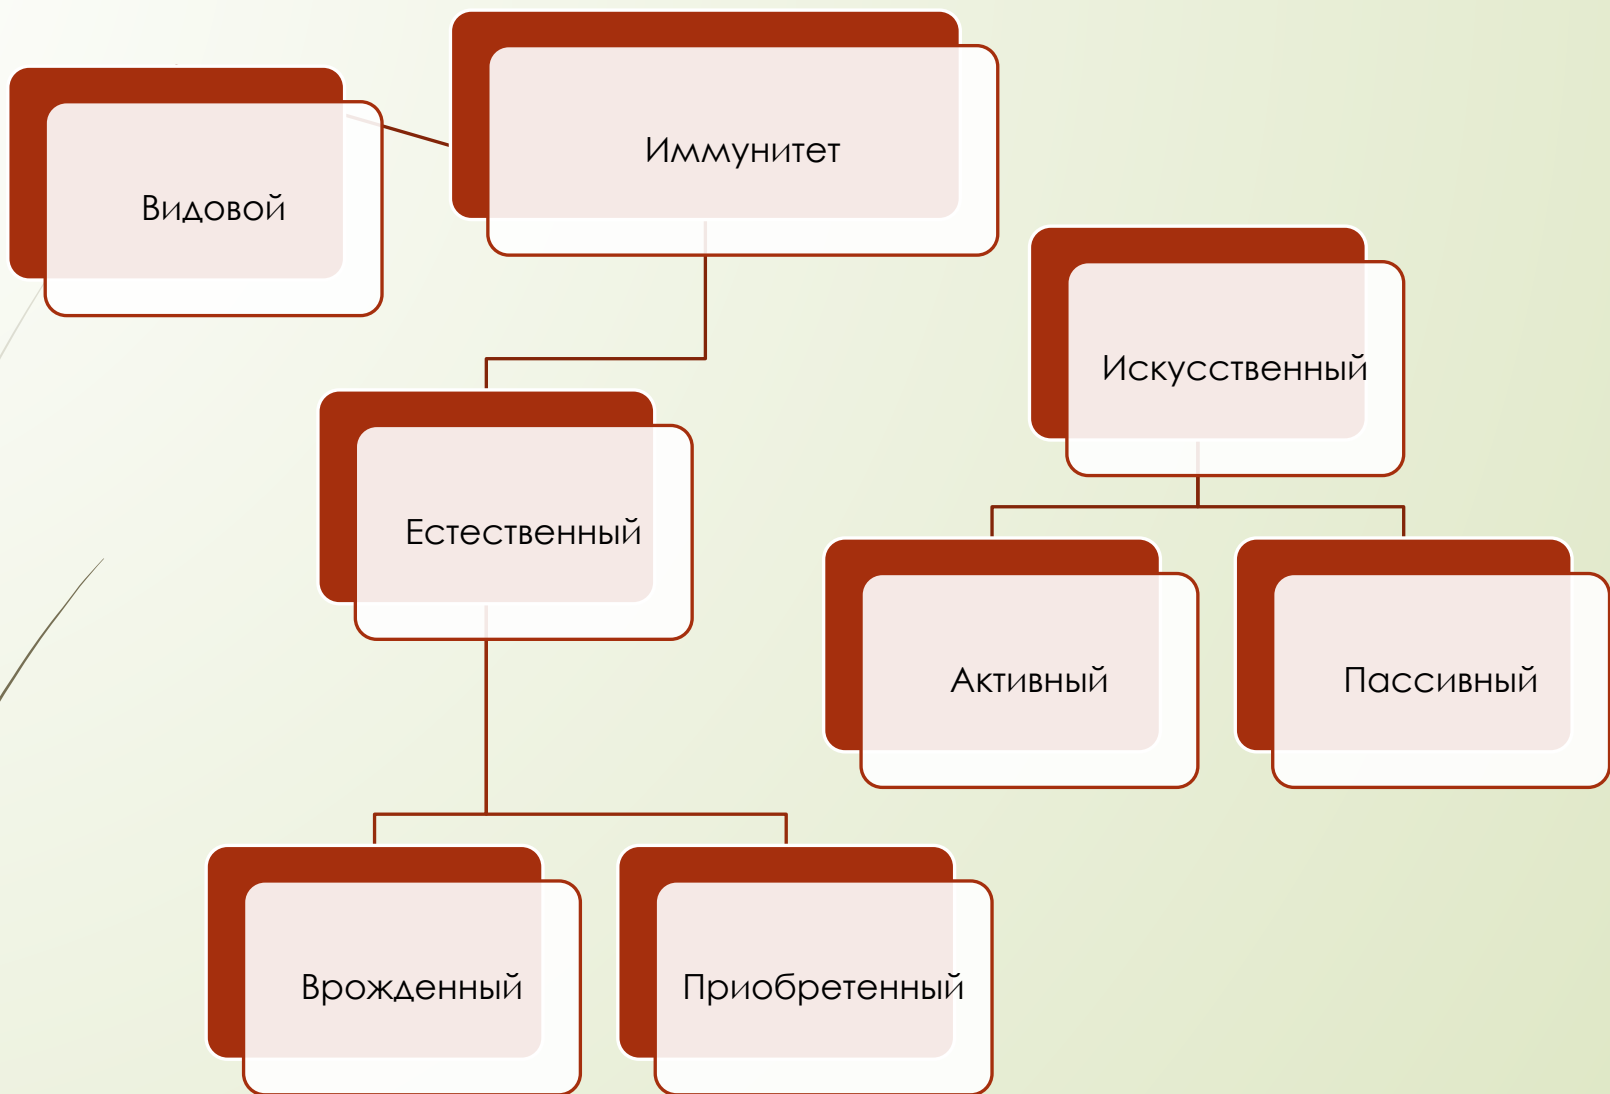 Иммунитет
Видовой
Искусственный
Естественный
Активный
Пассивный
Врожденный
Приобретенный